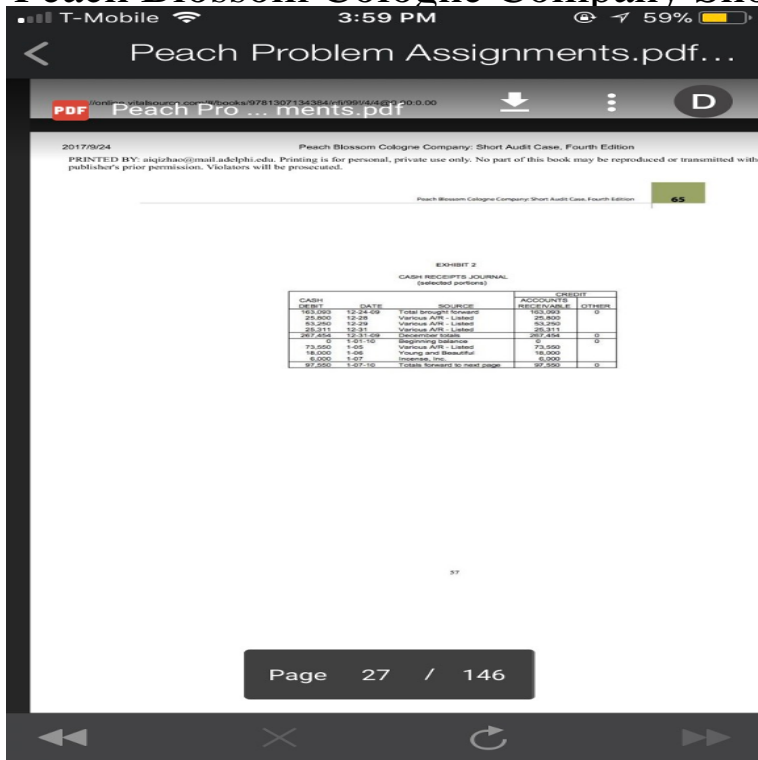 Peach Blossom Cologne Company Sho
T-Mobile 3:59 PM 59%
Peach Problem Assignments.pdf...
PDF Peach Pro ... ments.pdf D
2017/9/24 Peach Blossom Cologne Company: Short Audit Case, Fourth Edition
PRINTED BY: aiqizhao@mail.adelphi.edu. Printing is for personal, private use only. No part of this book may be reproduced or transmitted with
publisher's prior permission. Violators will be prosecuted.
Peach Blossom Cologne Company: Short Audit Case, Fourth Edition 65
EXHIBIT 2
CASH RECEIPTS JOURNAL
(selected portions)
CREDIT
CASH ACCOUNTS
DEBIT DATE SOURCE RECEIVABLE OTHER
163,093 12-24-09 Total brought forward 163,093 0
25,800 12-28 Various A/R - Listed 25,800
53,250 12-29 Various A/R - Listed 53,250
25,311 12-31 Various A/R - Listed 25,311
267,454 12-31-09 December totals 267,454 0
0 1-01-10 Beginning balance 0 0
73,550 1-05 Various A/R - Listed 73,550
18,000 1-06 Young and Beautiful 18,000
6,000 1-07 Incense, Inc. 6,000
97,550 1-07-10 Totals forward to next page 97,550 0
57
Page 27 / 146